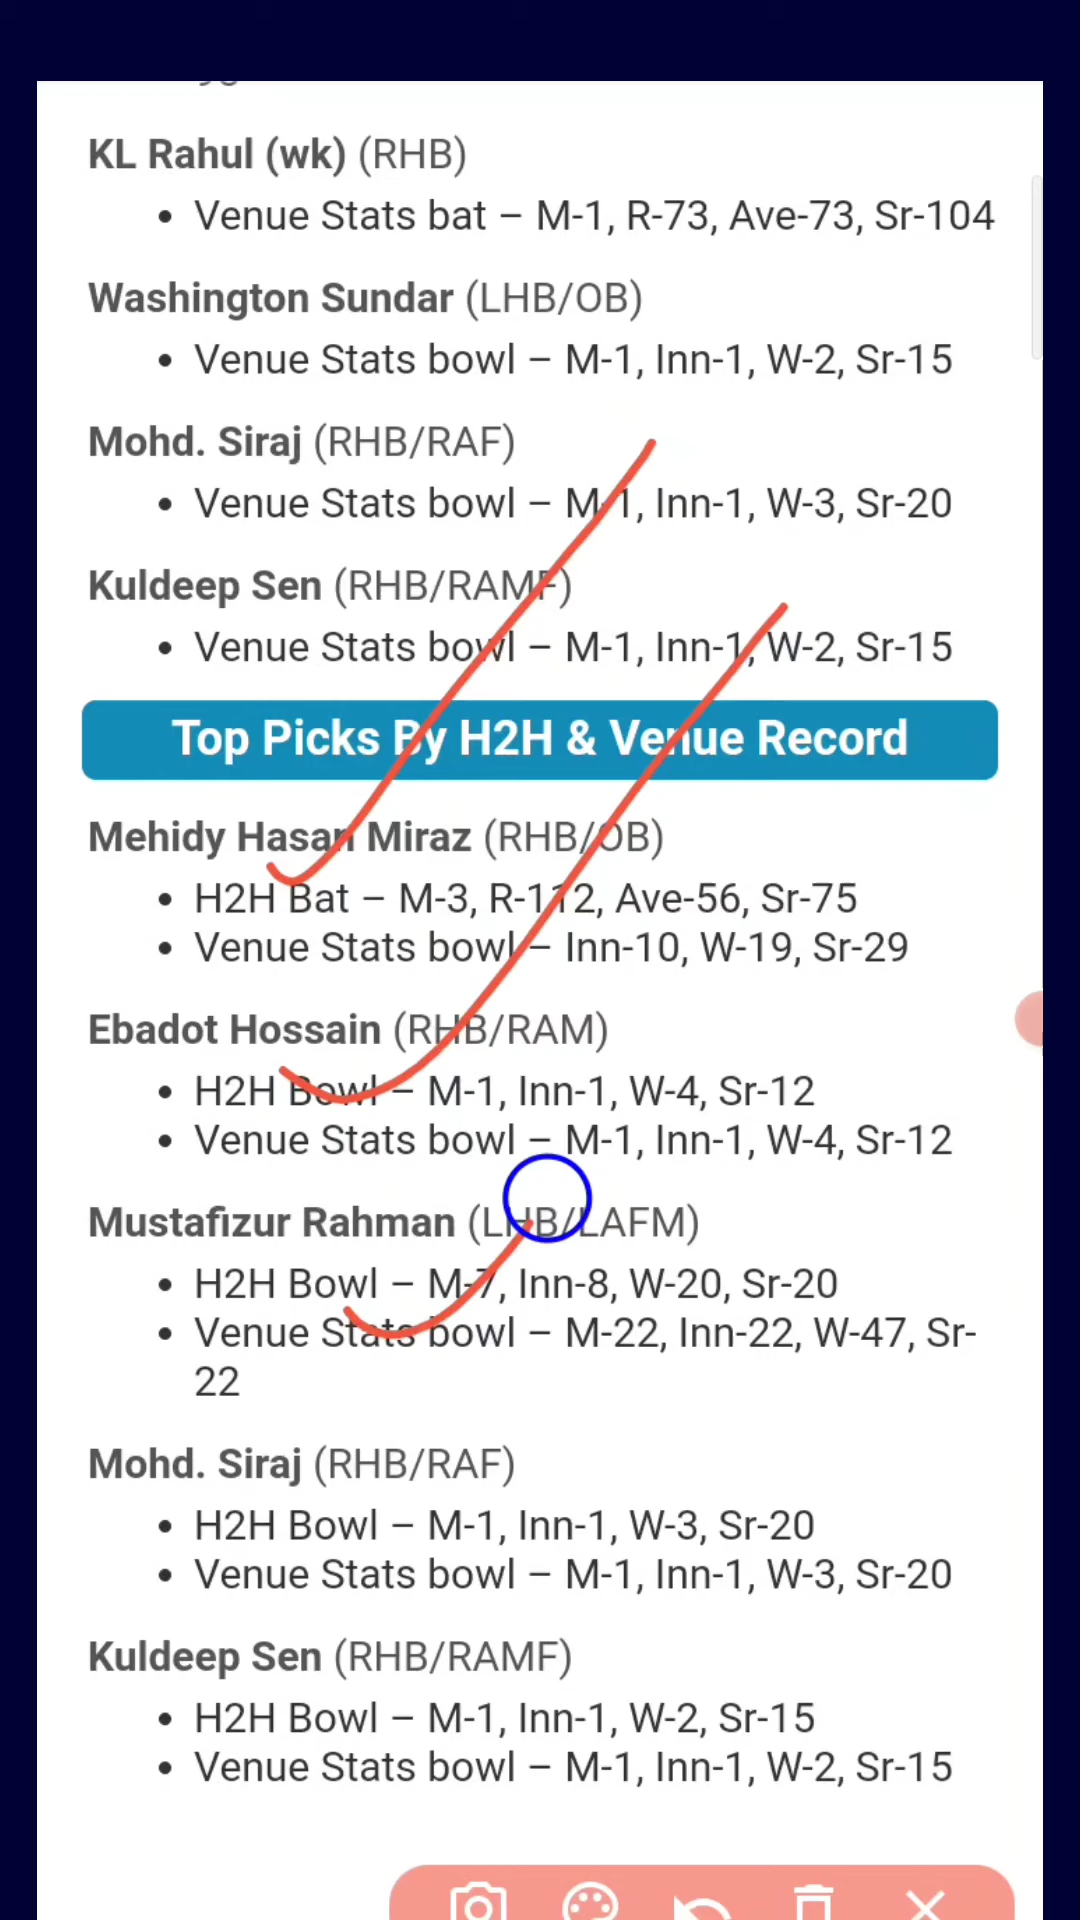 KL Rahul (wk) (RHB)
• Venue Stats bat – M-1, R-73, Ave-73, Sr-104
Washington Sundar (LHB/OB)
• Venue Stats bowl – M-1, Inn-1, W-2, Sr-15
Mohd. Siraj (RHB/RAF)
• Venue Stats bowl – M-1, Inn-1, W-3, Sr-20
Kuldeep Sen (RHB/RAMF)
• Venue Stats bowl – M-1, Inn-1, W-2, Sr-15
Top Picks By H2H & Venue Record
Mehidy Hasan Miraz (RHB/OB)
• H2H Bat – M-3, R-112, Ave-56, Sr-75
• Venue Stats bowl – Inn-10, W-19, Sr-29
Ebadot Hossain (RHB/RAM)
• H2H Bowl – M-1, Inn-1, W-4, Sr-12
• Venue Stats bowl – M-1, Inn-1, W-4, Sr-12
Mustafizur Rahman (LHB/LAFM)
• H2H Bowl – M-7, Inn-8, W-20, Sr-20
• Venue Stats bowl – M-22, Inn-22, W-47, Sr-
22
Mohd. Siraj (RHB/RAF)
• H2H Bowl – M-1, Inn-1, W-3, Sr-20
• Venue Stats bowl – M-1, Inn-1, W-3, Sr-20
Kuldeep Sen (RHB/RAMF)
• H2H Bowl – M-1, Inn-1, W-2, Sr-15
• Venue Stats bowl – M-1, Inn-1, W-2, Sr-15